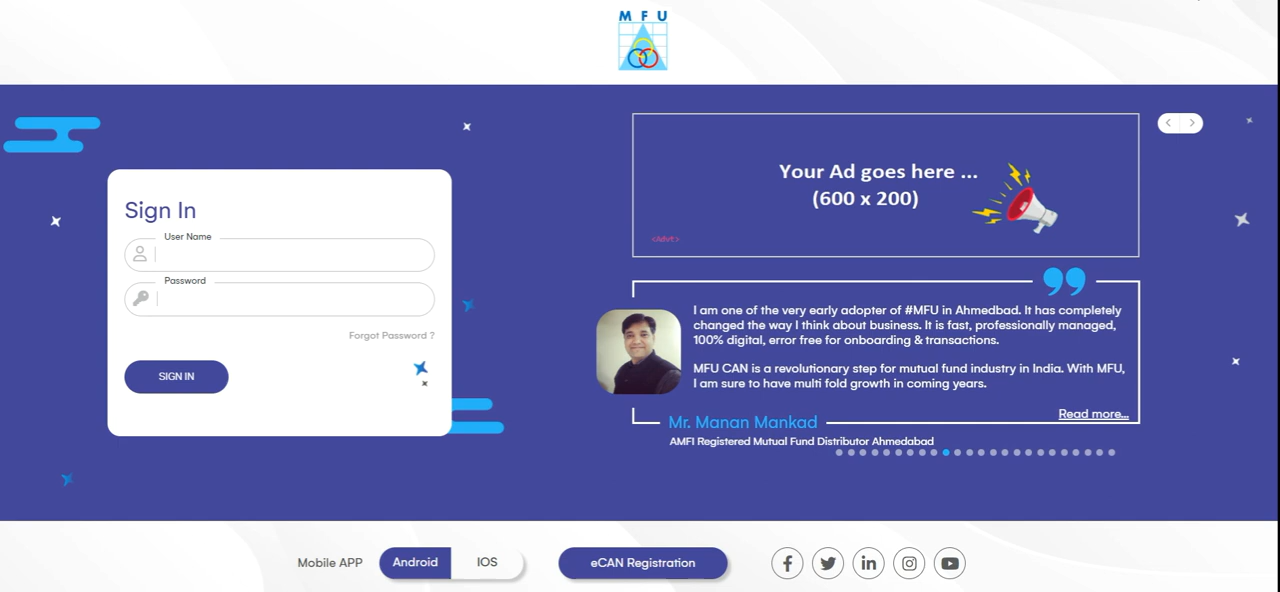 M F U
Your Ad goes here ...
(600 x 200)
<Advt>
Sign In
User Name
Password
Forgot Password ?
SIGN IN
I am one of the very early adopter of #MFU in Ahmedbad. It has completely
changed the way I think about business. It is fast, professionally managed,
100% digital, error free for onboarding & transactions.
MFU CAN is a revolutionary step for mutual fund industry in India. With MFU,
I am sure to have multi fold growth in coming years.
Read more...
Mr. Manan Mankad
AMFI Registered Mutual Fund Distributor Ahmedabad
Mobile APP
Android
IOS
eCAN Registration